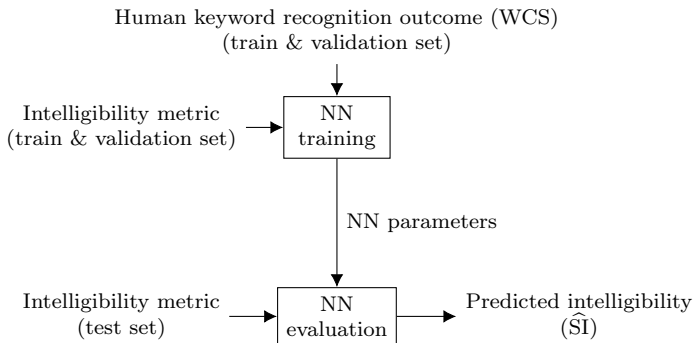 Human keyword recognition outcome (WCS)
(train & validation set)
Intelligibility metric
(train & validation set)
NN
training
NN parameters
Intelligibility metric
(test set)
NN
evaluation
Predicted intelligibility
(S͡I)